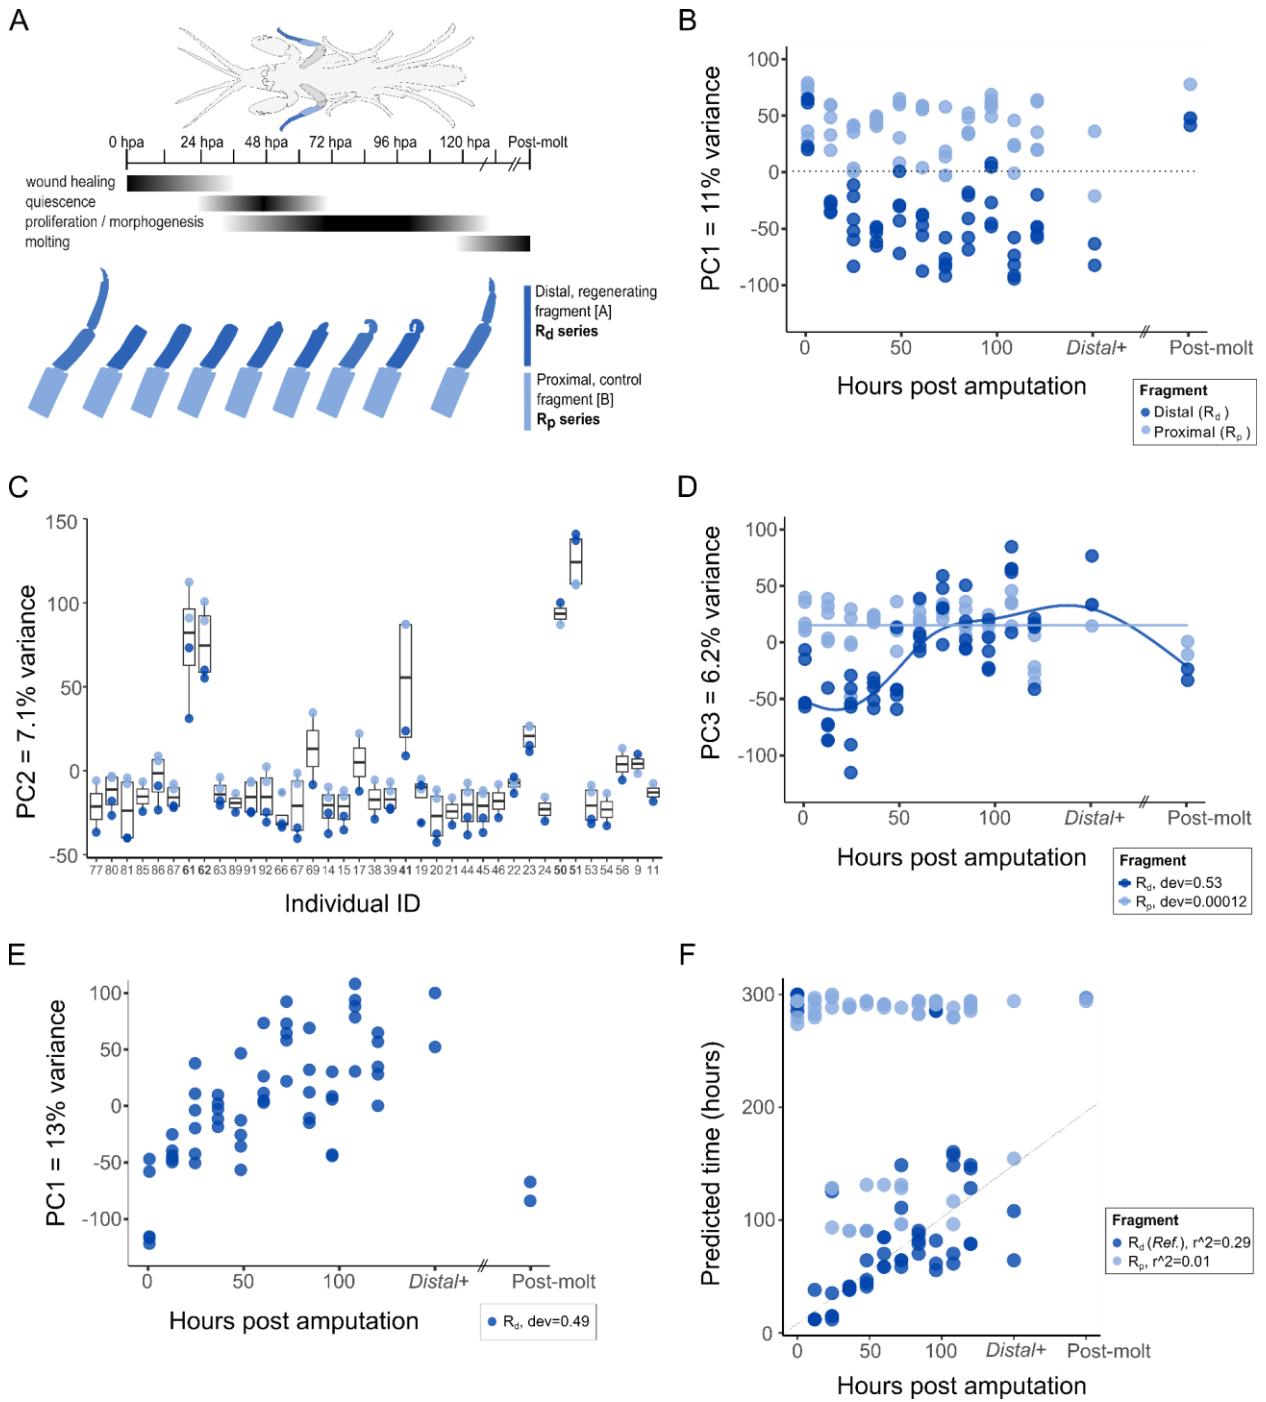 A
0 hpa 24 hpa 48 hpa 72 hpa 96 hpa 120 hpa Post-molt
wound healing
quiescence
proliferation / morphogenesis
molting
Distal, regenerating
fragment [A]
Rd series
Proximal, control
fragment [B]
Rp series
B
PC1 = 11% variance
100
50
0
-50
-100
0 50 100 Distal+ Post-molt
Hours post amputation
Fragment
Distal (Rd )
Proximal (Rp )
C
PC2 = 7.1% variance
150
100
50
0
-50
77 80 81 85 86 87 61 62 63 89 91 92 66 67 69 14 15 17 38 39 41 19 20 21 44 45 46 22 23 24 50 51 53 54 56 9 11
Individual ID
D
PC3 = 6.2% variance
100
50
0
-50
-100
0 50 100 Distal+ Post-molt
Hours post amputation
Fragment
Rd, dev=0.53
Rp, dev=0.00012
E
PC1 = 13% variance
100
50
0
-50
-100
0 50 100 Distal+ Post-molt
Hours post amputation
Rd, dev=0.49
F
Predicted time (hours)
300
200
100
0
0 50 100 Distal+ Post-molt
Hours post amputation
Fragment
Rd (Ref.), r^2=0.29
Rp, r^2=0.01